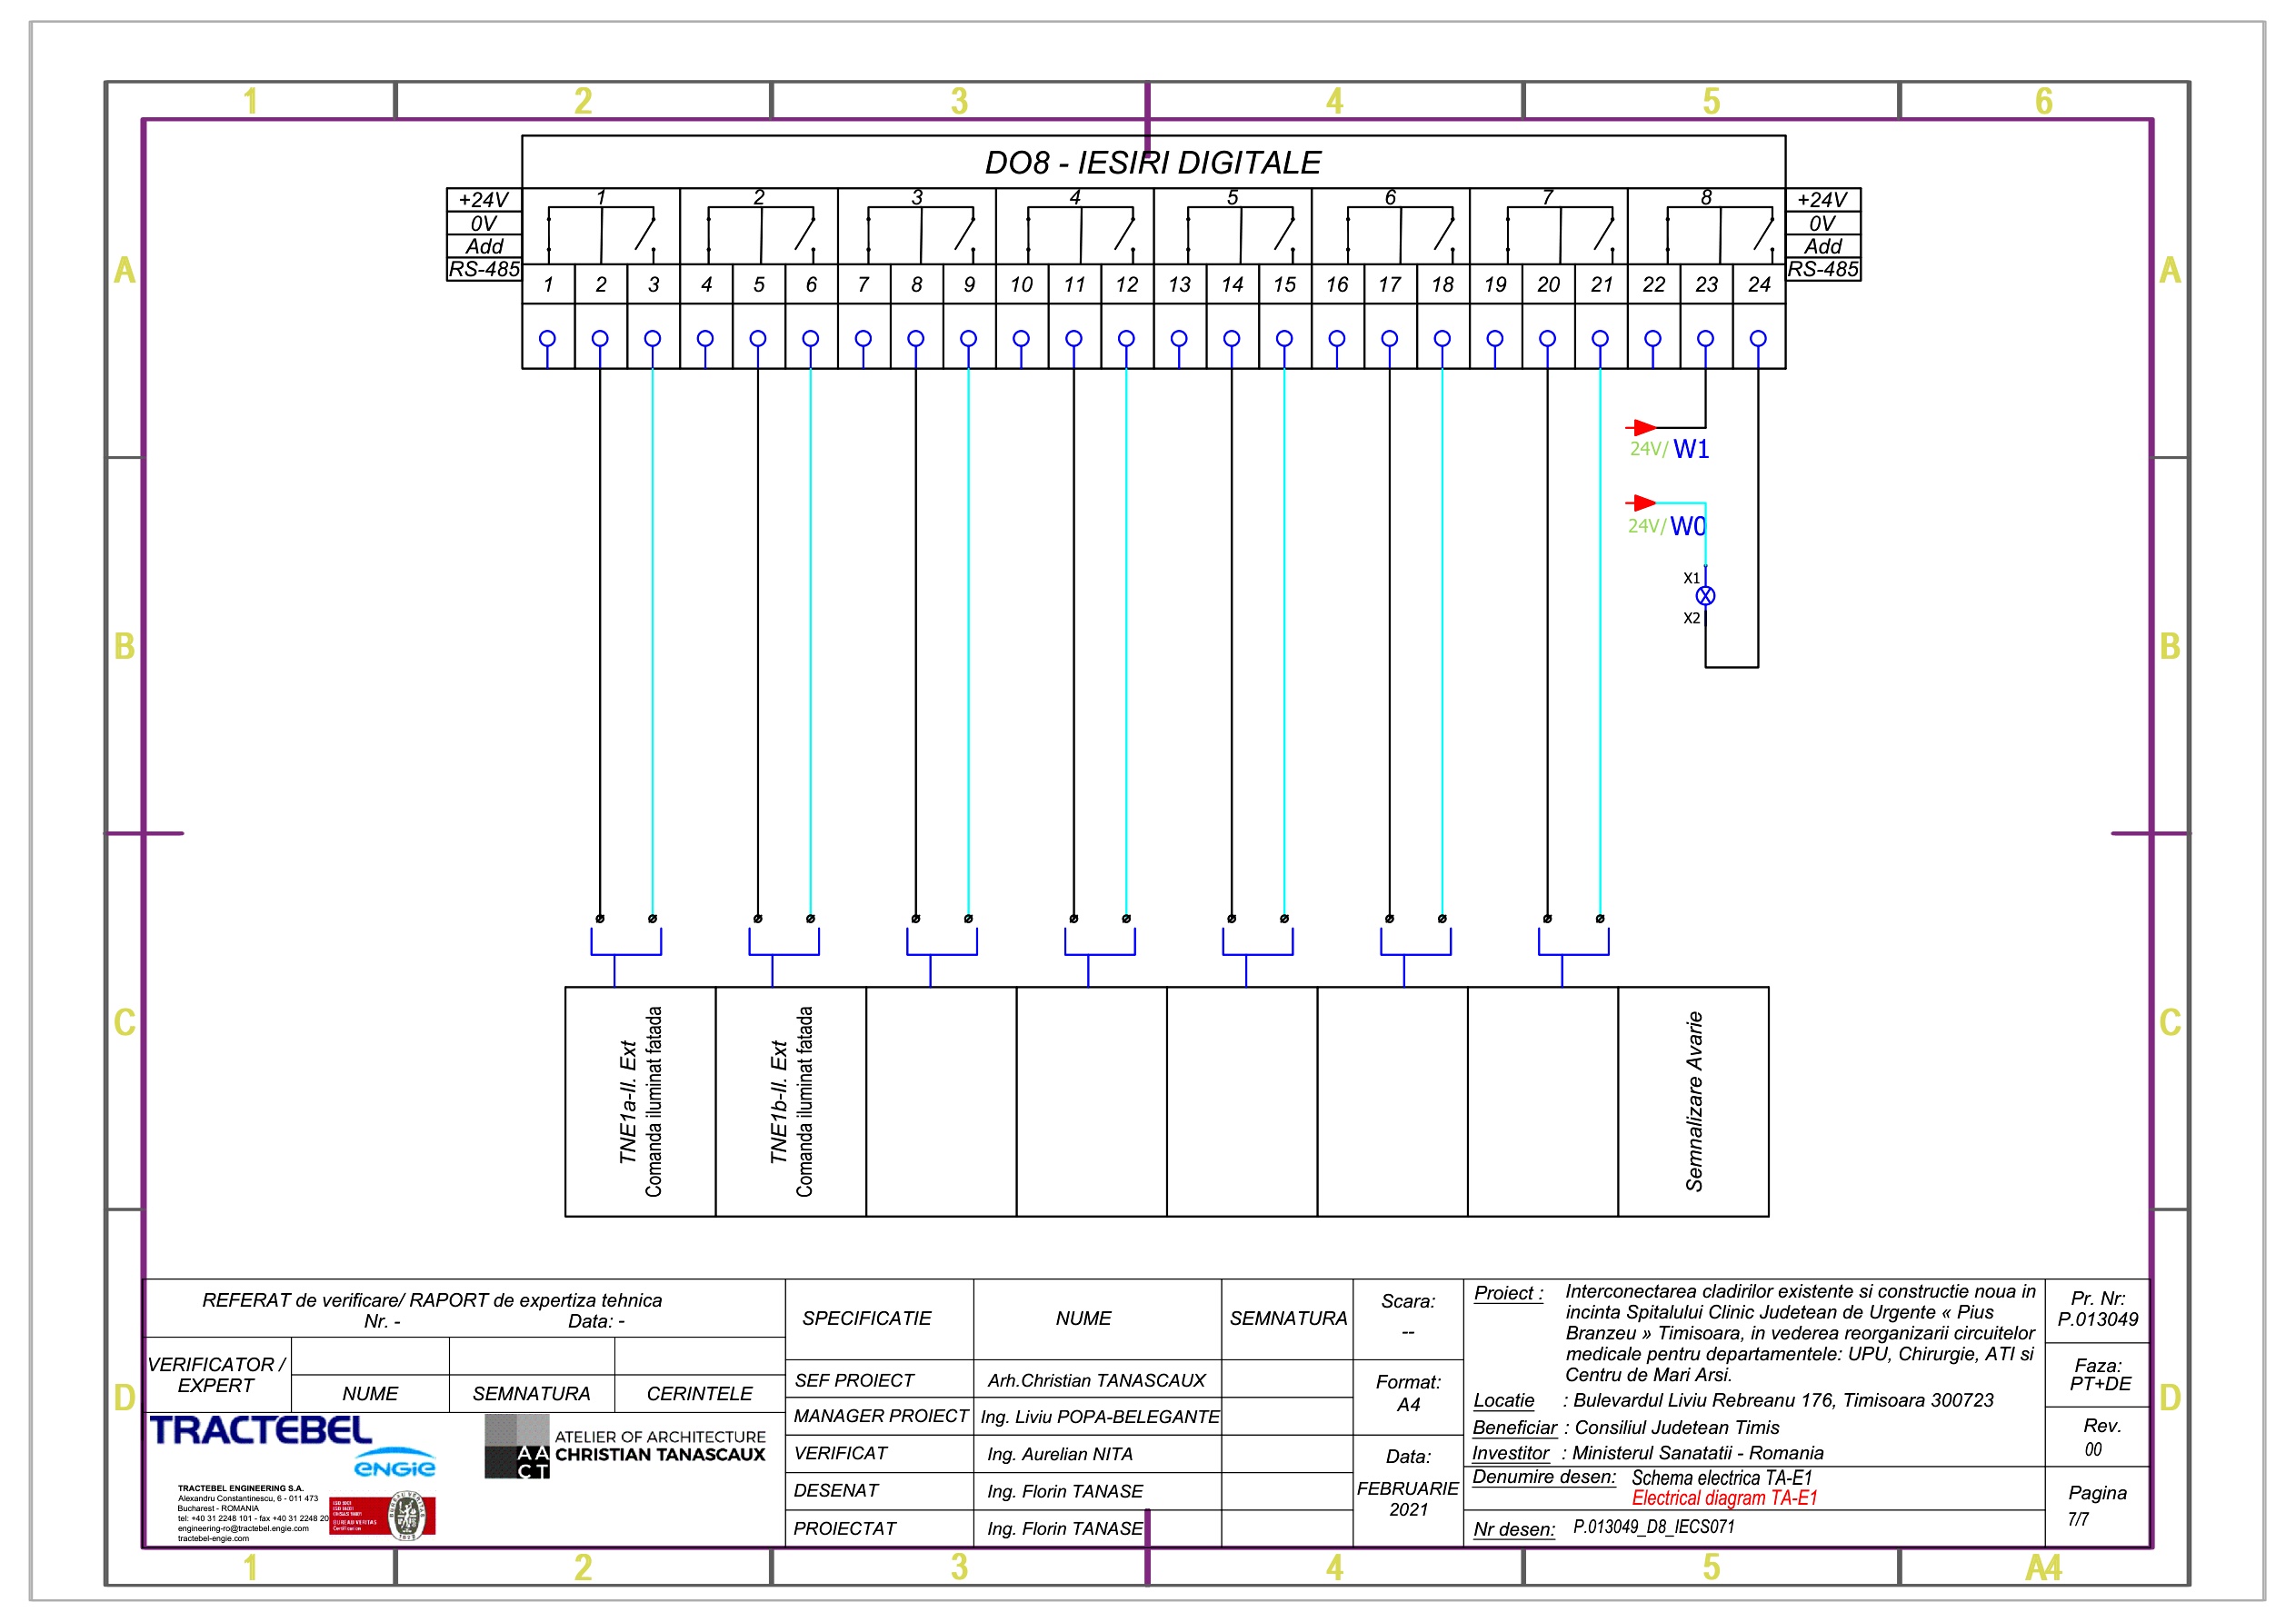 1 2 3 4 5 6
DO8 - IESIRI DIGITALE
+24V 1 2 3 4 5 6 7 8 +24V
0V 0V
Add Add
RS-485 RS-485
1 2 3 4 5 6 7 8 9 10 11 12 13 14 15 16 17 18 19 20 21 22 23 24
A A
24V/ W1
24V/ W0
X1
X2
B B
C C
TNE1a-Il. Ext
Comanda iluminat fatada
TNE1b-Il. Ext
Comanda iluminat fatada
Semnalizare Avarie
REFERAT de verificare/ RAPORT de expertiza tehnica
Nr. - Data: -
VERIFICATOR /
EXPERT
NUME SEMNATURA CERINTELE
TRACTEBEL
ENGIE
AACT
ATELIER OF ARCHITECTURE
CHRISTIAN TANASCAUX
TRACTEBEL ENGINEERING S.A.
Alexandru Constantinescu, 6 - 011 473
Bucharest - ROMANIA
tel: +40 31 2248 101 - fax +40 31 2248 20
engineering-ro@tractebel.engie.com
tractebel-engie.com
BUREAU VERITAS
Certification
SPECIFICATIE NUME SEMNATURA
SEF PROIECT Arh.Christian TANASCAUX
MANAGER PROIECT Ing. Liviu POPA-BELEGANTE
VERIFICAT Ing. Aurelian NITA
DESENAT Ing. Florin TANASE
PROIECTAT Ing. Florin TANASE
Scara:
--
Format:
A4
Data:
FEBRUARIE
2021
Proiect : Interconectarea cladirilor existente si constructie noua in
incinta Spitalului Clinic Judetean de Urgente « Pius
Branzeu » Timisoara, in vederea reorganizarii circuitelor
medicale pentru departamentele: UPU, Chirurgie, ATI si
Centru de Mari Arsi.
Locatie : Bulevardul Liviu Rebreanu 176, Timisoara 300723
Beneficiar : Consiliul Judetean Timis
Investitor : Ministerul Sanatatii - Romania
Denumire desen: Schema electrica TA-E1
Electrical diagram TA-E1
Nr desen: P.013049_D8_IECS071
Pr. Nr:
P.013049
Faza:
PT+DE
Rev.
00
Pagina
7/7
D D
1 2 3 4 5 A4